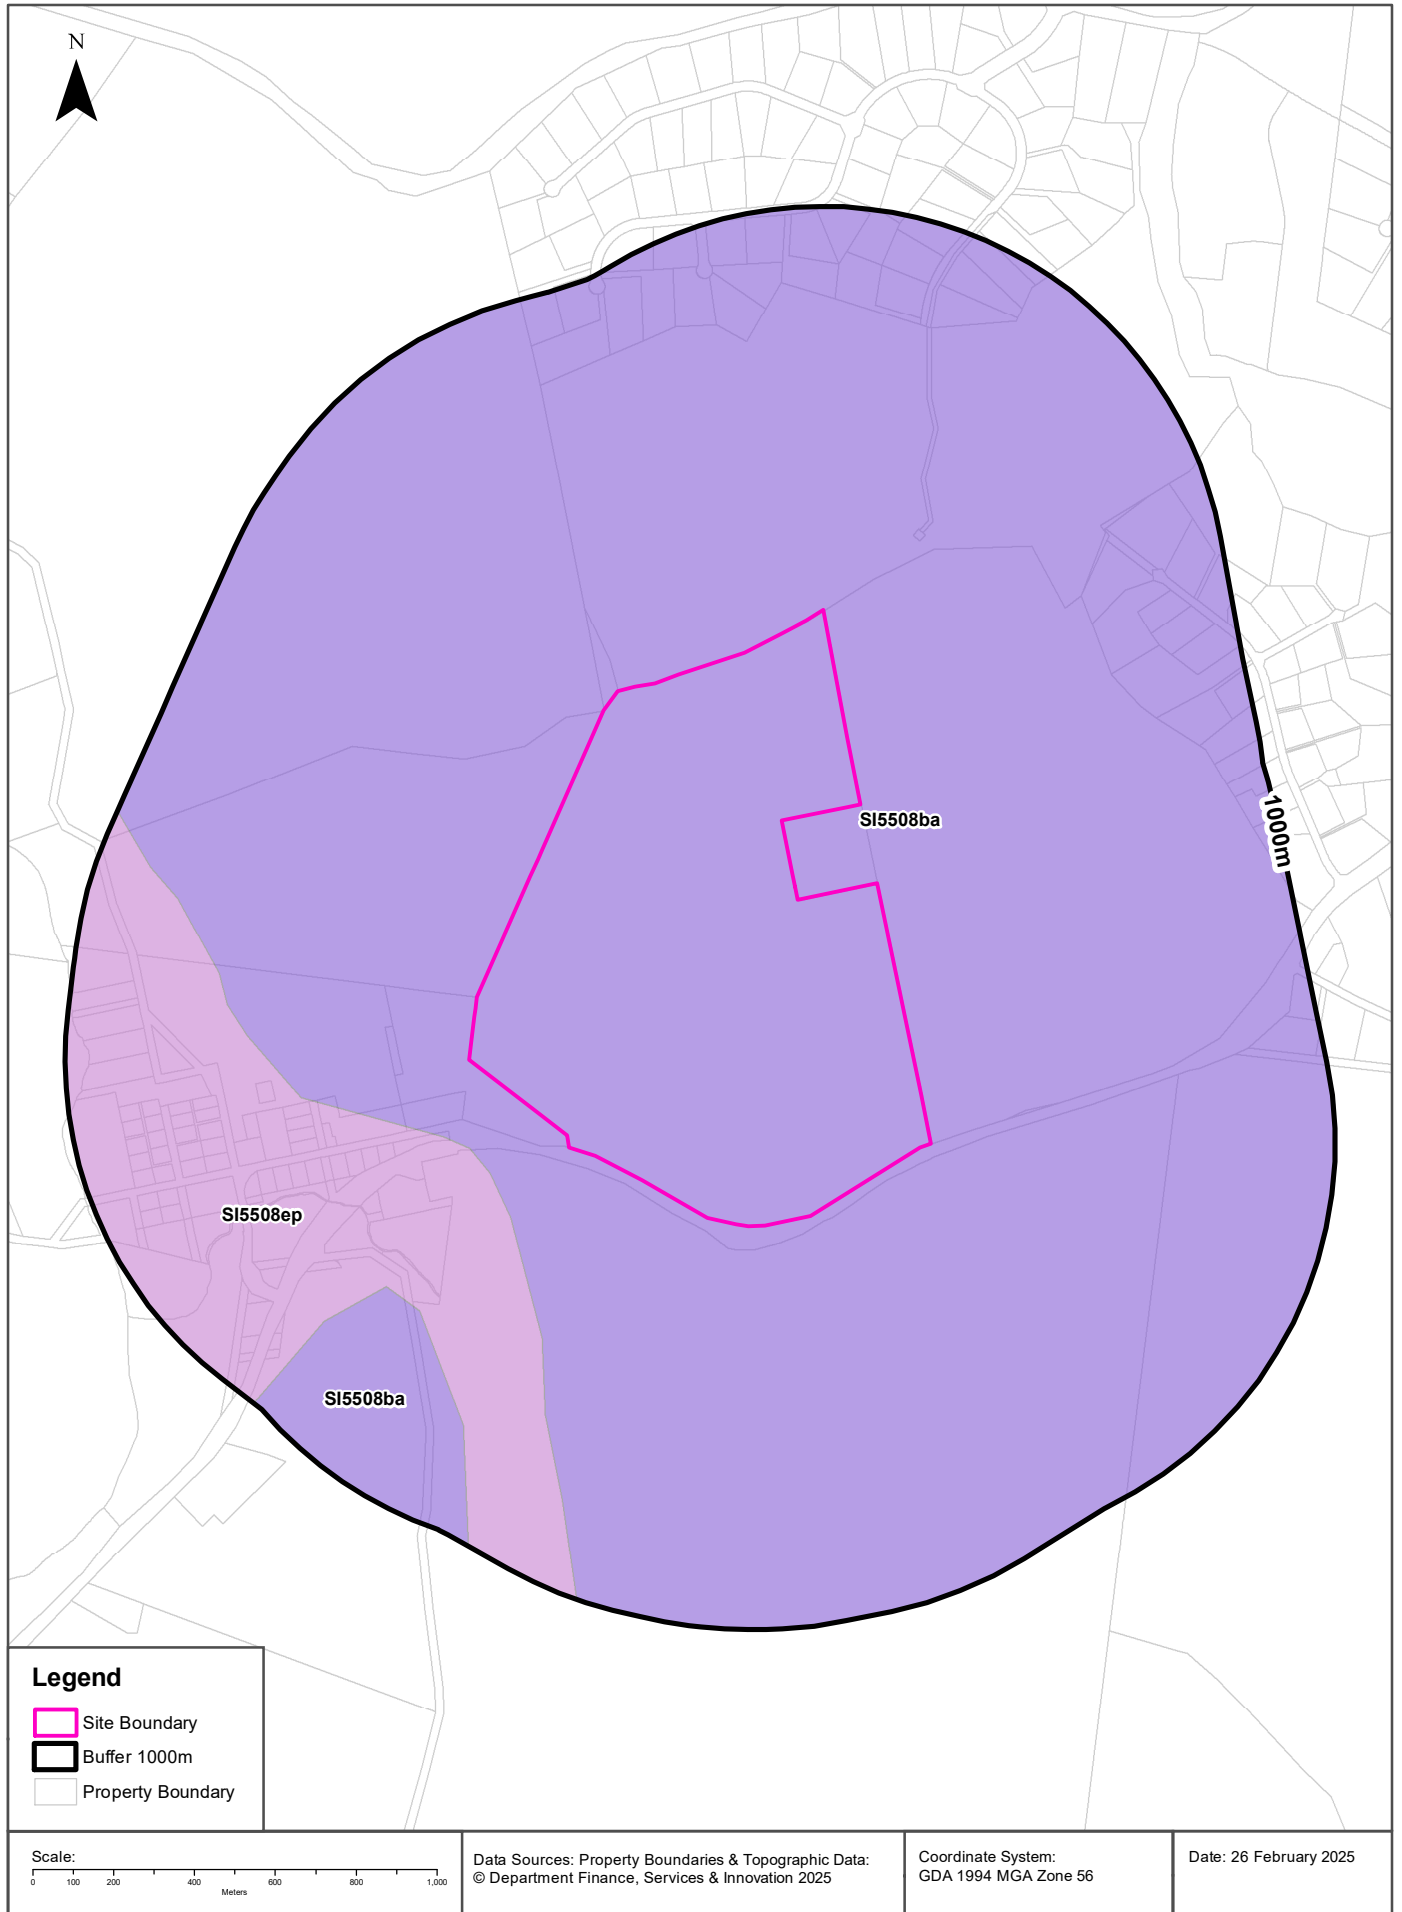 N
SI5508ba
1000m
SI5508ep
SI5508ba
Legend
Site Boundary
Buffer 1000m
Property Boundary
Scale:
0 100 200 400 600 800 1,000
Meters
Data Sources: Property Boundaries & Topographic Data:
© Department Finance, Services & Innovation 2025
Coordinate System:
GDA 1994 MGA Zone 56
Date: 26 February 2025